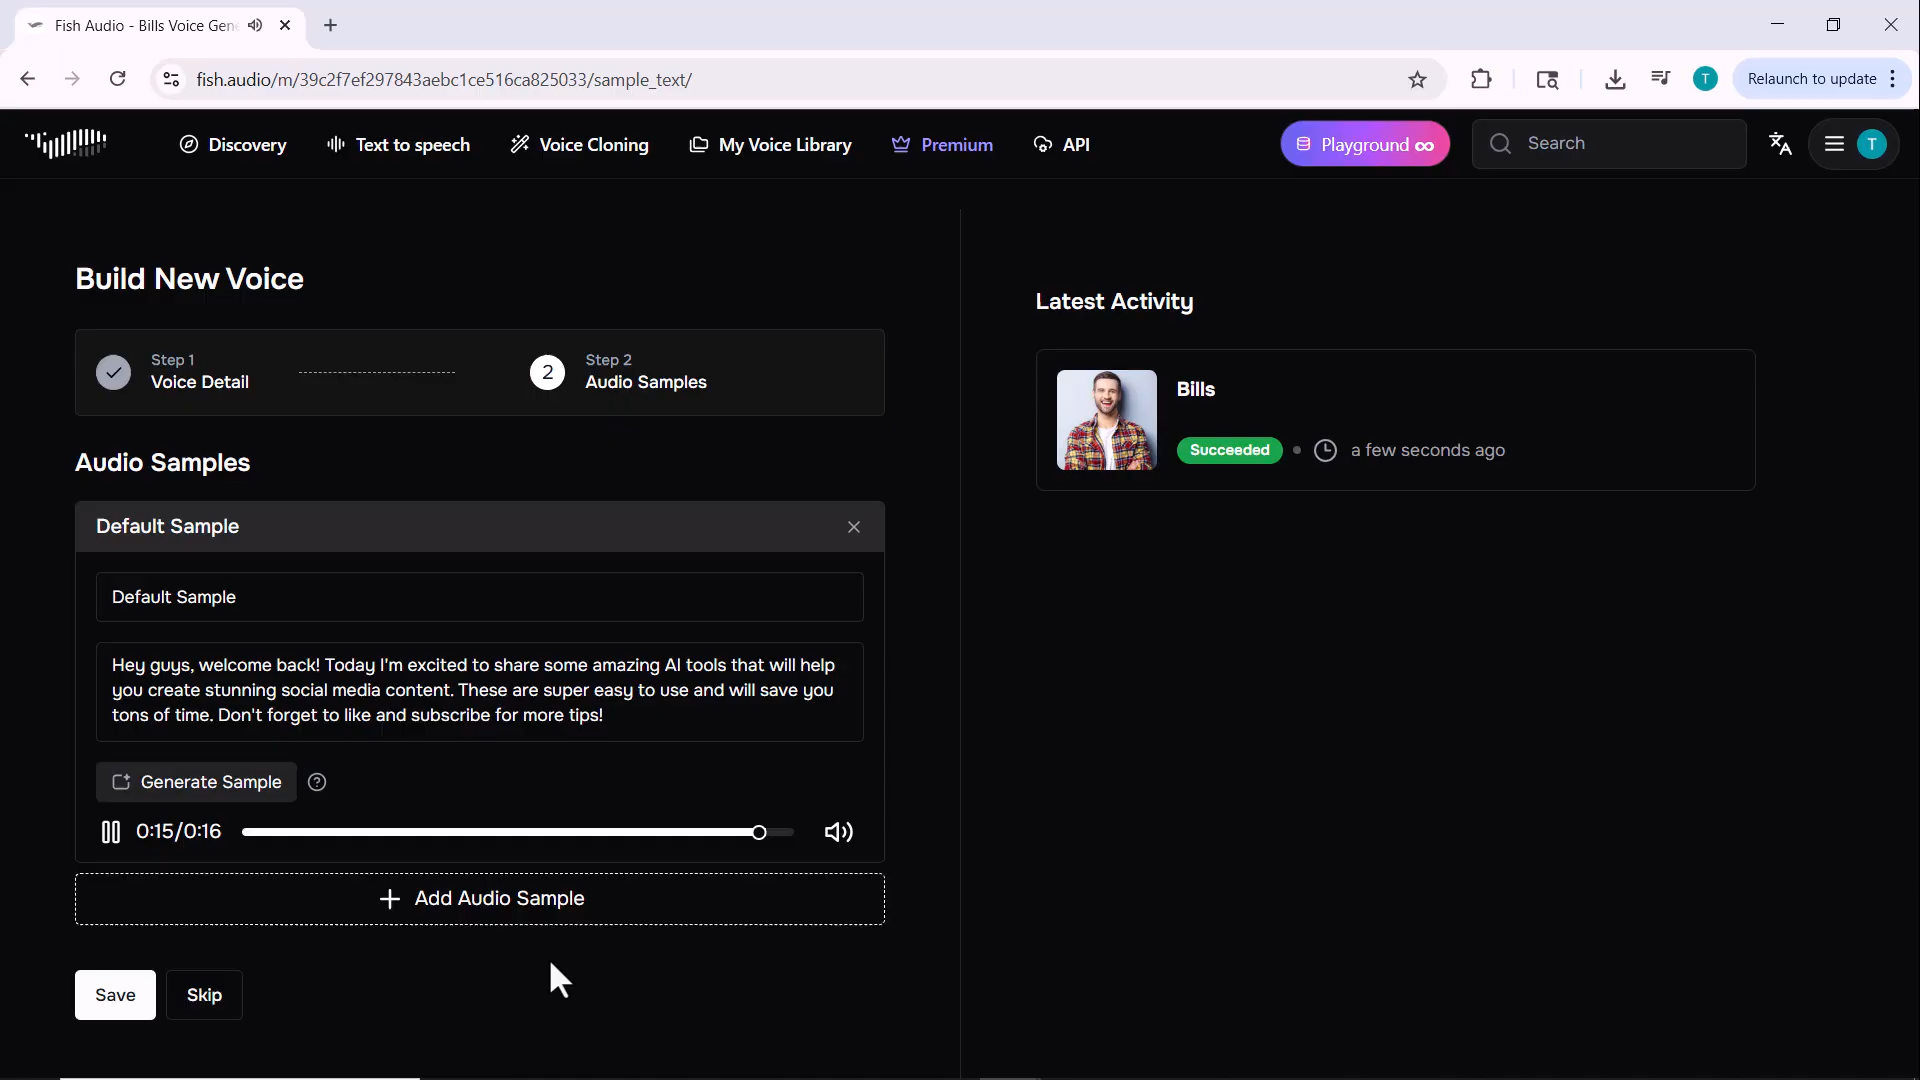 Fish Audio - Bills Voice Gen
fish.audio/m/39c2f7ef297843aebc1ce516ca825033/sample_text/
T
Relaunch to update
Discovery
Text to speech
Voice Cloning
My Voice Library
Premium
API
Playground
Search
T
Build New Voice
Step 1
Voice Detail
2
Step 2
Audio Samples
Latest Activity
Bills
Succeeded
a few seconds ago
Audio Samples
Default Sample
Default Sample
Hey guys, welcome back! Today I'm excited to share some amazing AI tools that will help
you create stunning social media content. These are super easy to use and will save you
tons of time. Don't forget to like and subscribe for more tips!
Generate Sample
0:15/0:16
Add Audio Sample
Save
Skip